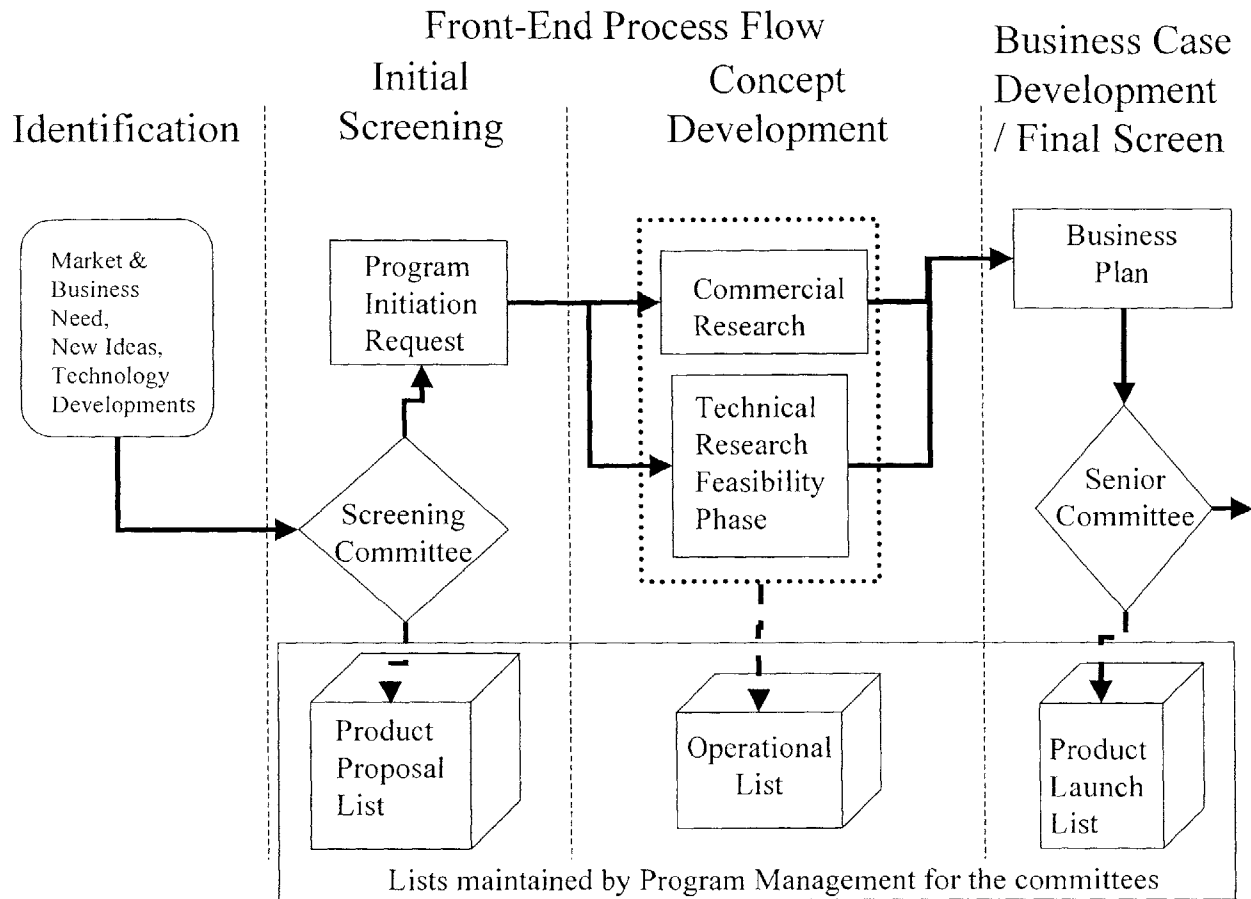 Front-End Process Flow
Identification
Initial
Screening
Concept
Development
Business Case
Development
/ Final Screen
Market &
Business
Need,
New Ideas,
Technology
Developments
Program
Initiation
Request
Screening
Committee
Commercial
Research
Technical
Research
Feasibility
Phase
Business
Plan
Senior
Committee
Product
Proposal
List
Operational
List
Product
Launch
List
Lists maintained by Program Management for the committees